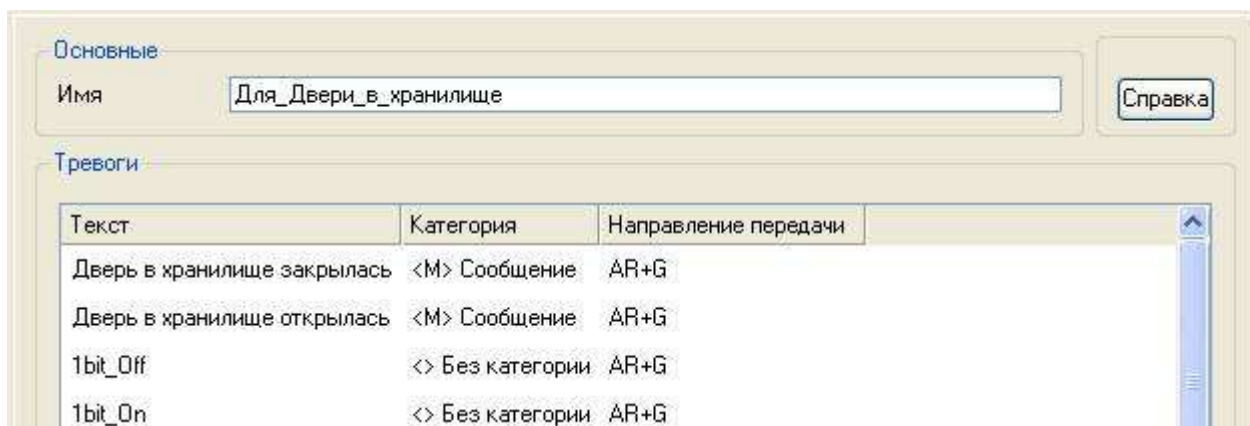 Основные
Имя Для_Двери_в_хранилище Справка
Тревоги
Текст Категория Направление передачи
Дверь в хранилище закрылась <M> Сообщение AR+G
Дверь в хранилище открылась <M> Сообщение AR+G
1bit_Off <> Без категории AR+G
1bit_On <> Без категории AR+G